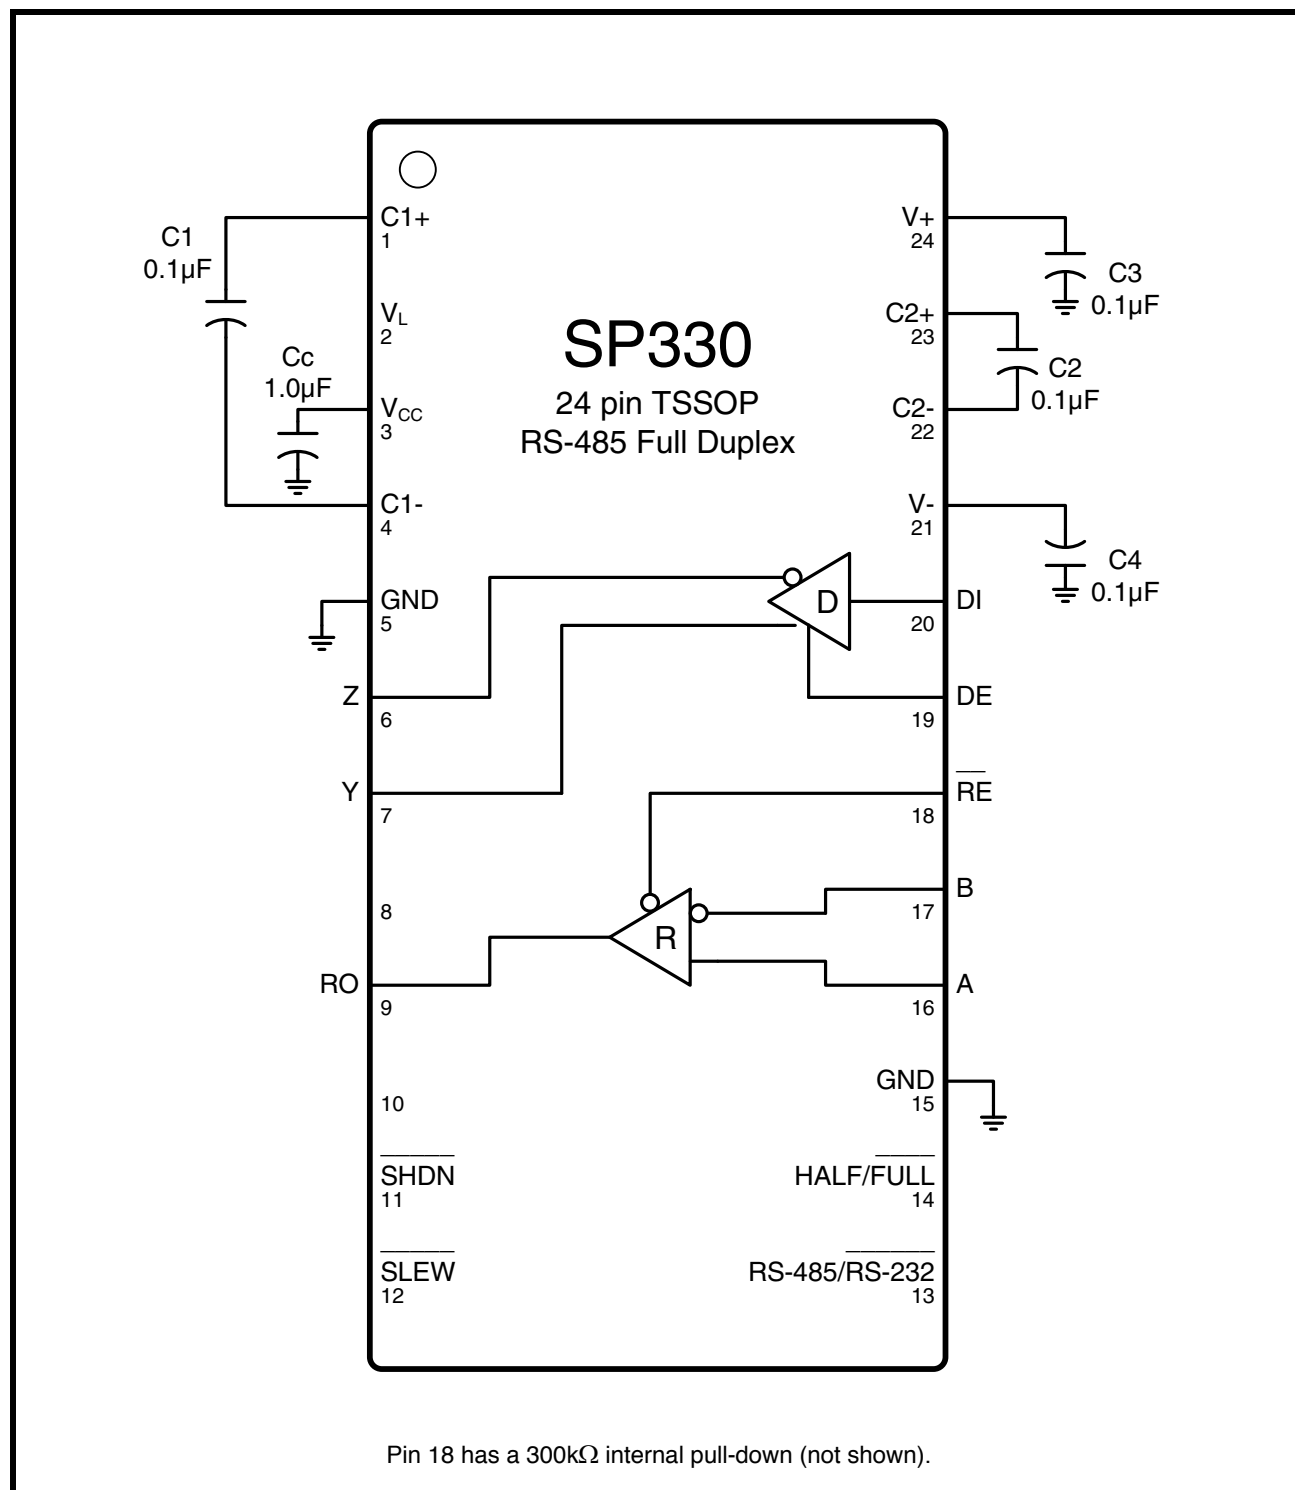 C1+
1
C1
0.1µF
VL
2
Cc
1.0µF
VCC
3
C1-
4
GND
5
Z
6
Y
7
8
RO
9
10
SHDN
11
SLEW
12
SP330
24 pin TSSOP
RS-485 Full Duplex
D
R
V+
24
C3
0.1µF
C2+
23
C2
0.1µF
C2-
22
V-
21
C4
0.1µF
DI
20
DE
19
RE
18
B
17
A
16
GND
15
HALF/FULL
14
RS-485/RS-232
13
Pin 18 has a 300kΩ internal pull-down (not shown).